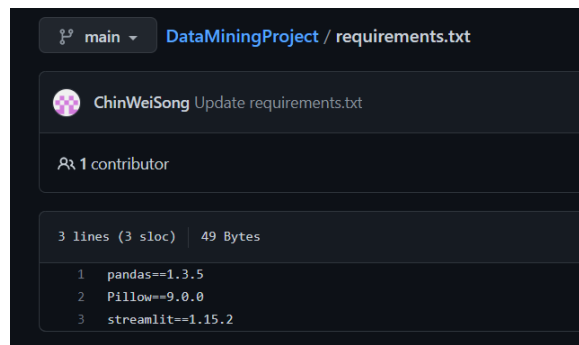 main
DataMiningProject / requirements.txt
ChinWeiSong Update requirements.txt
1 contributor
3 lines (3 sloc) 49 Bytes
1 pandas==1.3.5
2 Pillow==9.0.0
3 streamlit==1.15.2